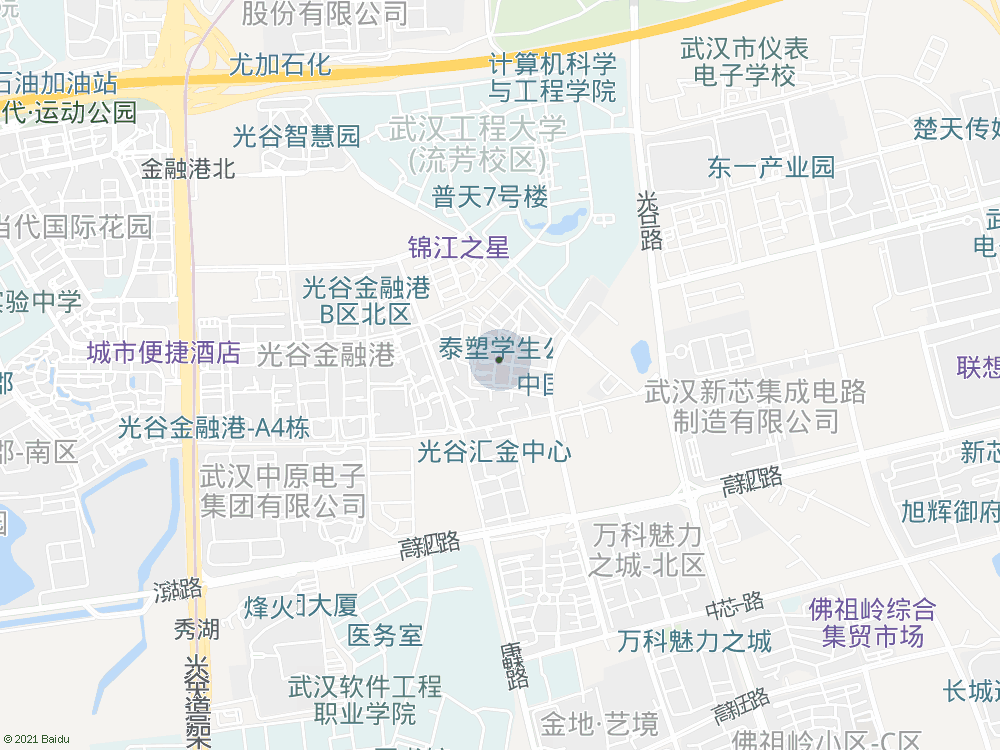 股份有限公司
尤加石化
计算机科学
与工程学院
武汉市仪表
电子学校
石油加油站
代·运动公园
武汉工程大学
(流芳校区)
光谷智慧园
楚天传媒
金融港北
东一产业园
普天7号楼
光谷路
当代国际花园
锦江之星
武
电
实验中学
光谷金融港
B区北区
城市便捷酒店
光谷金融港
泰塑学生公
中国
联想
郡
武汉新芯集成电路
制造有限公司
光谷金融港-A4栋
郡-南区
光谷汇金中心
新芯
武汉中原电子
集团有限公司
高新四路
旭辉御府
园
高新四路
万科魅力
之城-北区
滨湖路
烽火
大厦
中芯一路
佛祖岭综合
集贸市场
秀湖
医务室
万科魅力之城
康魅路
光谷大道
武汉软件工程
职业学院
长城
高新五路
金地·艺境
佛祖岭小区-C区
© 2021 Baidu